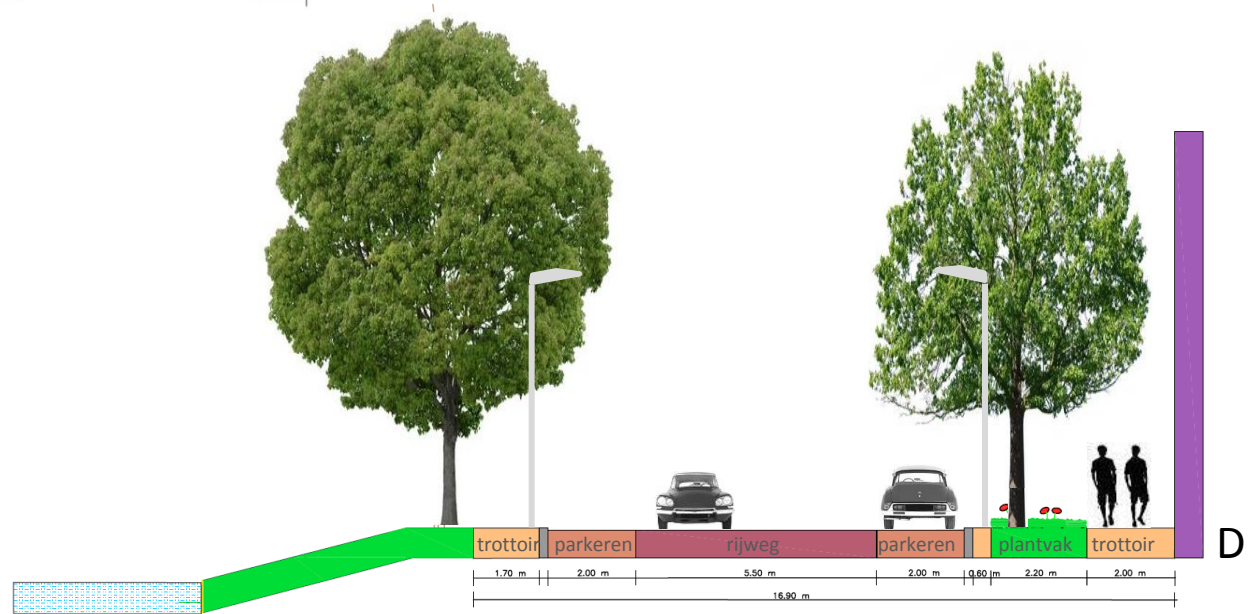 trottoir parkeren rijweg parkeren plantvak trottoir D
1.70 m 2.00 m 5.50 m 2.00 m 0.60 m 2.20 m 2.00 m
16.90 m